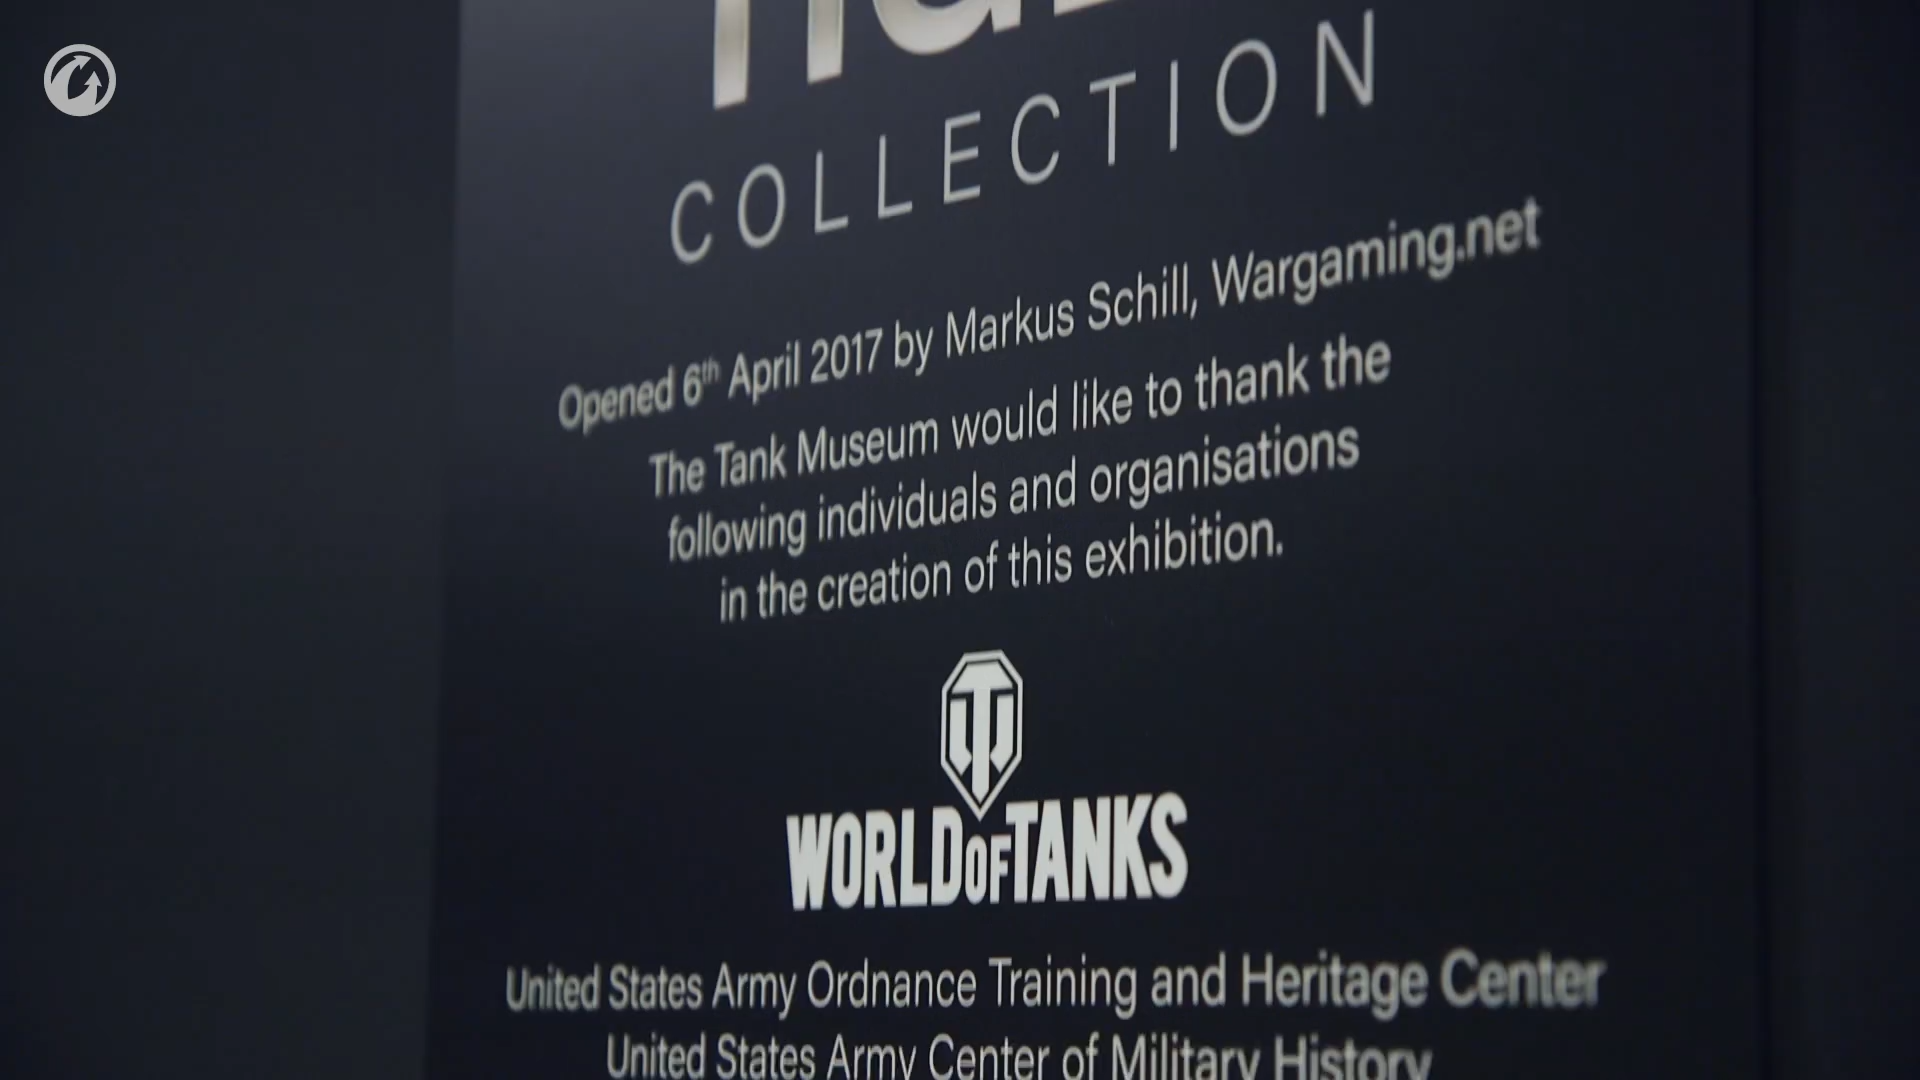 COLLECTION
Opened 6th April 2017 by Markus Schill, Wargaming.net
The Tank Museum would like to thank the
following individuals and organisations
in the creation of this exhibition.
WORLD OF TANKS
United States Army Ordnance Training and Heritage Center
United States Army Center of Military History